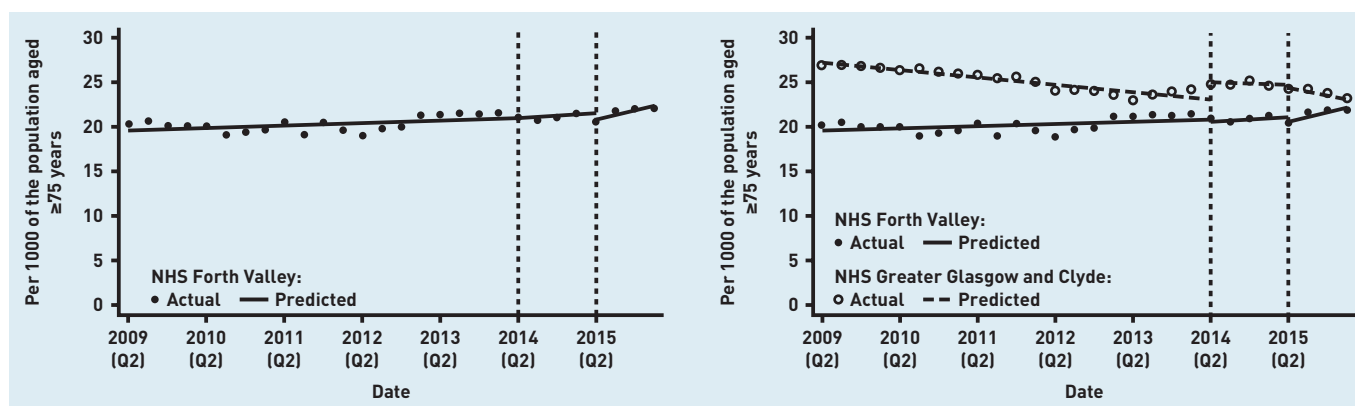 Per 1000 of the population aged
≥75 years
30
25
20
15
10
5
0
NHS Forth Valley:
Actual Predicted
2009 2010 2011 2012 2013 2014 2015
(Q2) (Q2) (Q2) (Q2) (Q2) (Q2) (Q2)
Date
Per 1000 of the population aged
≥75 years
30
25
20
15
10
5
0
NHS Forth Valley:
Actual Predicted
NHS Greater Glasgow and Clyde:
Actual Predicted
2009 2010 2011 2012 2013 2014 2015
(Q2) (Q2) (Q2) (Q2) (Q2) (Q2) (Q2)
Date